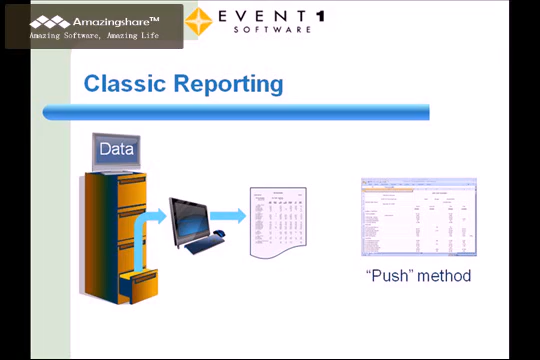 Amazingshare™
Amazing Software, Amazing Life
EVENT 1
SOFTWARE
Classic Reporting
Data
“Push” method